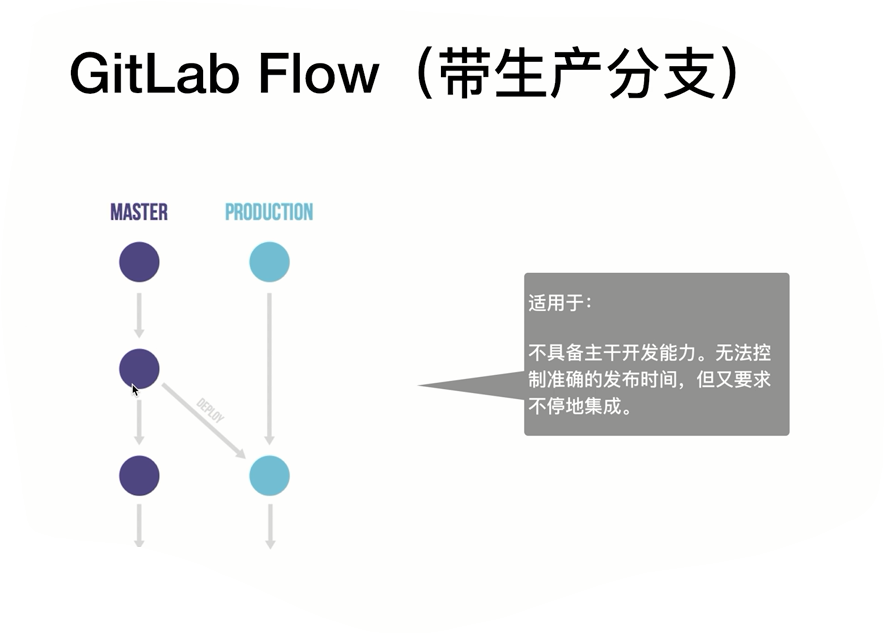 GitLab Flow（带生产分支）
MASTER
PRODUCTION
DEPLOY
适用于：
不具备主干开发能力。无法控
制准确的发布时间，但又要求
不停地集成。